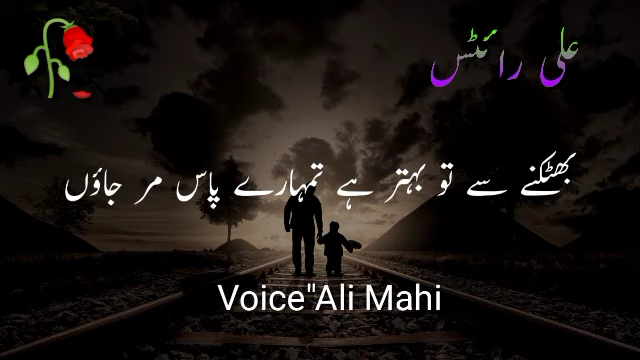 علی رائٹس
بھٹکنے سے تو بہتر ہے تمہارے پاس مر جاؤں
Voice"Ali Mahi